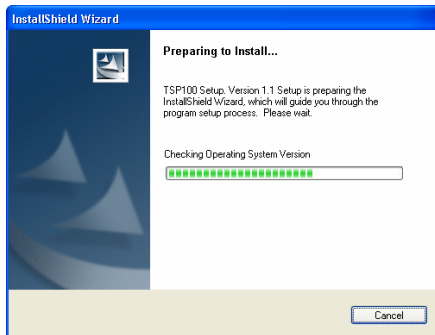 InstallShield Wizard
Preparing to Install...
TSP100 Setup. Version 1.1 Setup is preparing the
InstallShield Wizard, which will guide you through the
program setup process. Please wait.
Checking Operating System Version
Cancel